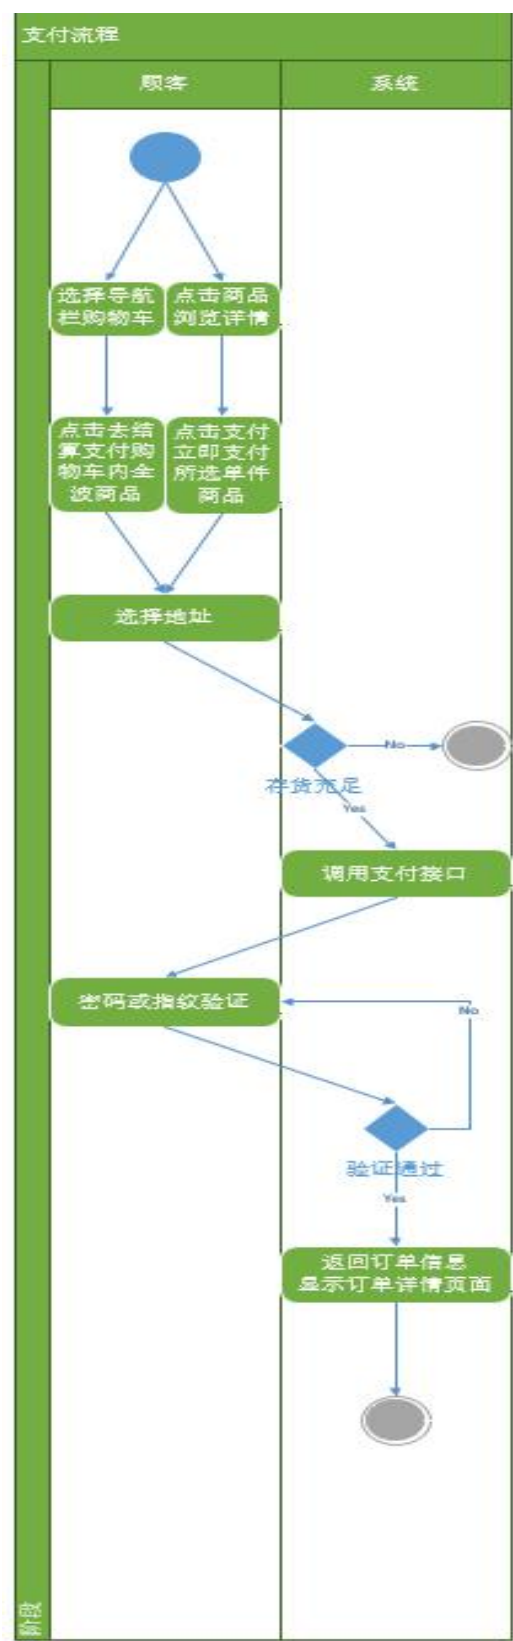 支付流程
顾客
系统
选择导航
栏购物车
点击商品
浏览详情
点击去结
算支付购
物车内全
波商品
点击支付
立即支付
所选单件
商品
选择地址
No
存货充足
Yes
调用支付接口
密码或指纹验证
No
验证通过
Yes
返回订单信息
显示订单详情页面
阶段